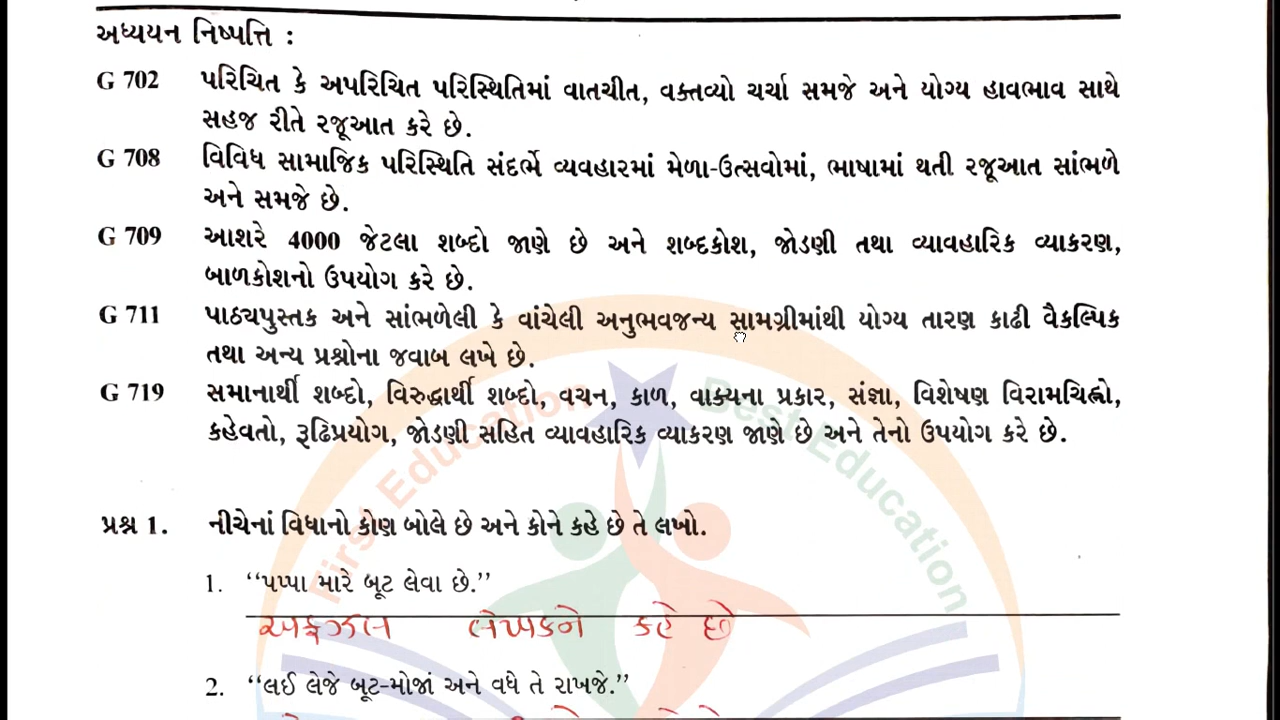 અધ્યયન નિષ્પત્તિ :
G 702 પરિચિત કે અપરિચિત પરિસ્થિતિમાં વાતચીત, વક્તવ્યો ચર્ચા સમજે અને યોગ્ય હાવભાવ સાથે
સહજ રીતે રજૂઆત કરે છે.
G 708 વિવિધ સામાજિક પરિસ્થિતિ સંદર્ભે વ્યવહારમાં મેળા-ઉત્સવોમાં, ભાષામાં થતી રજૂઆત સાંભળે
અને સમજે છે.
G 709 આશરે 4000 જેટલા શબ્દો જાણે છે અને શબ્દકોશ, જોડણી તથા વ્યાવહારિક વ્યાકરણ,
બાળકોશનો ઉપયોગ કરે છે.
G 711 પાઠ્યપુસ્તક અને સાંભળેલી કે વાંચેલી અનુભવજન્ય સામગ્રીમાંથી યોગ્ય તારણ કાઢી વૈકલ્પિક
તથા અન્ય પ્રશ્નોના જવાબ લખે છે.
G 719 સમાનાર્થી શબ્દો, વિરુદ્ધાર્થી શબ્દો, વચન, કાળ, વાક્યના પ્રકાર, સંજ્ઞા, વિશેષણ વિરામચિહ્નો,
કહેવતો, રૂઢિપ્રયોગ, જોડણી સહિત વ્યાવહારિક વ્યાકરણ જાણે છે અને તેનો ઉપયોગ કરે છે.
First Education Best Education
પ્રશ્ન 1. નીચેનાં વિધાનો કોણ બોલે છે અને કોને કહે છે તે લખો.
1. “પપ્પા મારે બૂટ લેવા છે.”
અફઝલ લેખકને કહે છે
2. “લઈ લેજે બૂટ-મોજાં અને વધે તે રાખજે.”